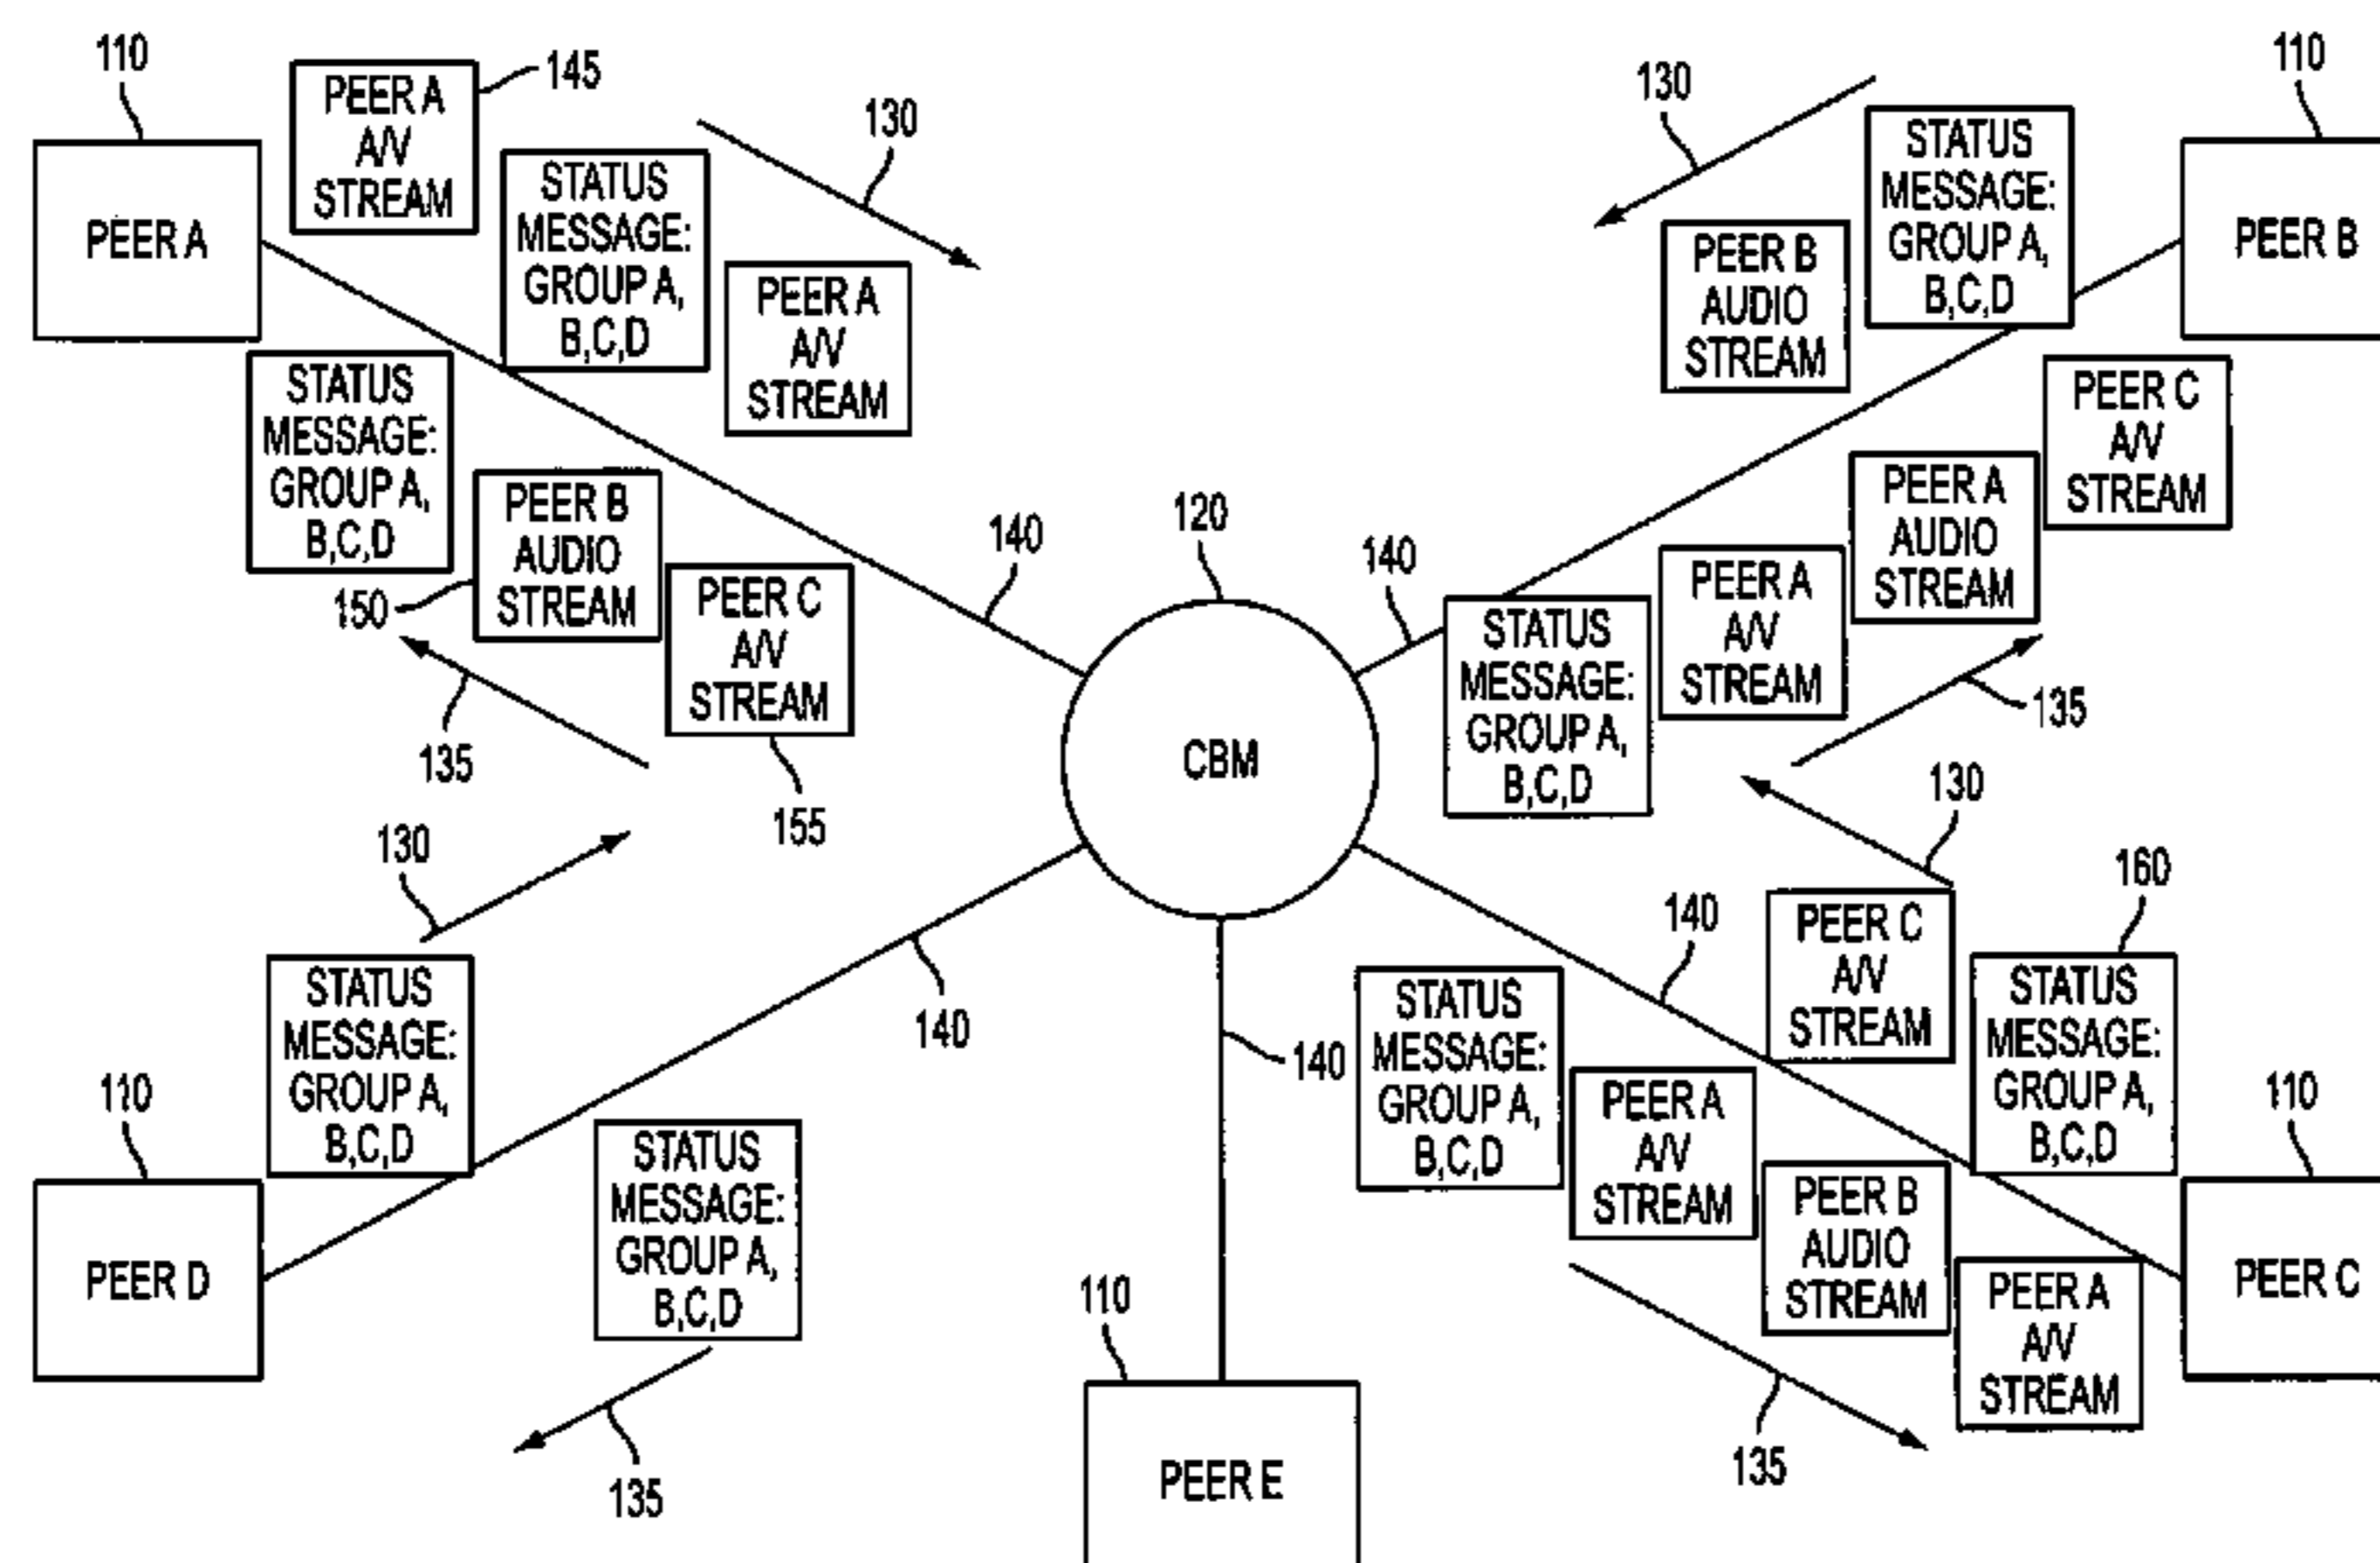 110
PEER A
145
PEER A
A/V
STREAM
STATUS
MESSAGE:
GROUP A,
B,C,D
130
PEER A
A/V
STREAM
STATUS
MESSAGE:
GROUP A,
B,C,D
150
PEER B
AUDIO
STREAM
PEER C
A/V
STREAM
155
135
140
120
CBM
130
STATUS
MESSAGE:
GROUP A,
B,C,D
110
PEER B
PEER B
AUDIO
STREAM
PEER C
A/V
STREAM
PEER A
AUDIO
STREAM
PEER A
A/V
STREAM
140
STATUS
MESSAGE:
GROUP A,
B,C,D
135
130
STATUS
MESSAGE:
GROUP A,
B,C,D
110
PEER D
140
STATUS
MESSAGE:
GROUP A,
B,C,D
135
140
110
PEER E
130
160
140
PEER C
A/V
STREAM
STATUS
MESSAGE:
GROUP A,
B,C,D
110
PEER C
STATUS
MESSAGE:
GROUP A,
B,C,D
PEER A
A/V
STREAM
PEER B
AUDIO
STREAM
PEER A
A/V
STREAM
135